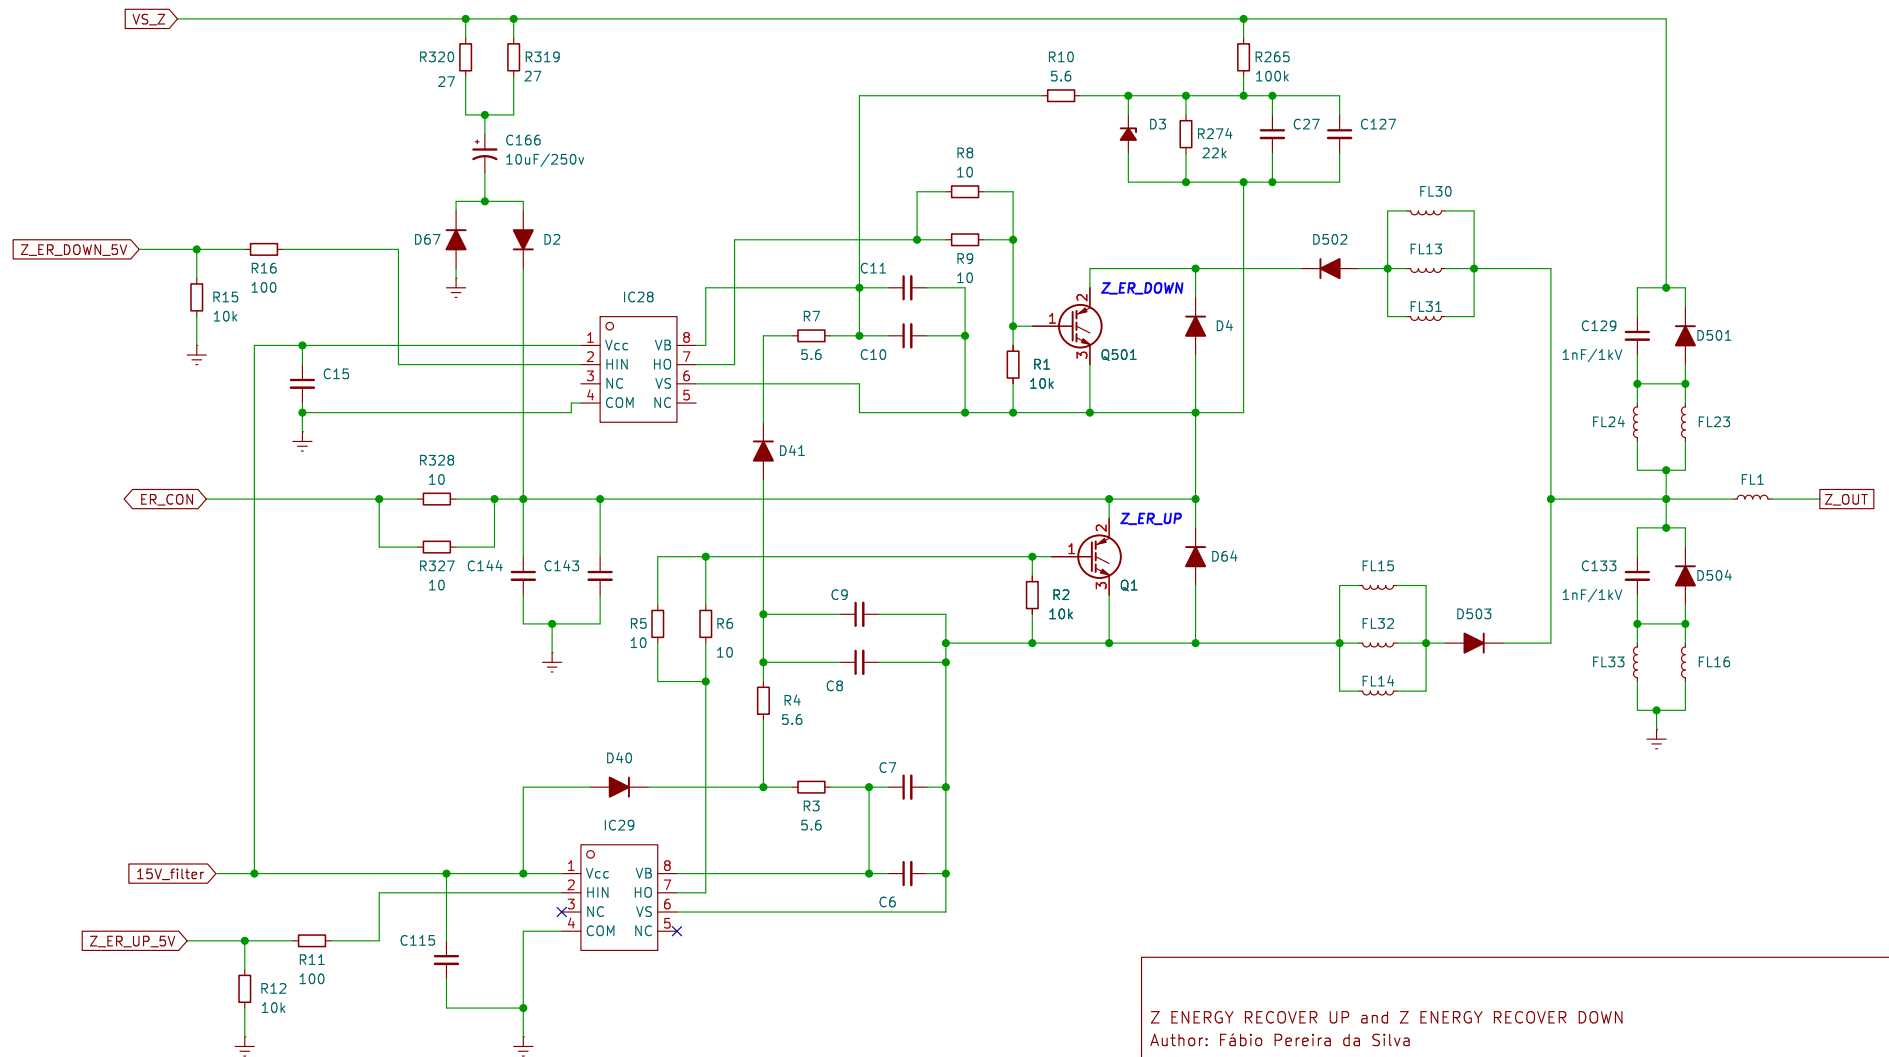 VS_Z
R320
27
R319
27
C166
10uF/250v
D67
D2
Z_ER_DOWN_5V
R16
100
R15
10k
C15
IC28
1 Vcc VB 8
2 HIN HO 7
3 NC VS 6
4 COM NC 5
R10
5.6
R265
100k
D3
R274
22k
C27
C127
R8
10
R9
10
C11
C10
R7
5.6
R1
10k
Z_ER_DOWN
1
2
3
Q501
D4
D502
FL30
FL13
FL31
C129
1nF/1kV
D501
FL24
FL23
D41
ER_CON
R328
10
R327
10
C144
C143
Z_ER_UP
1
2
3
Q1
D64
R2
10k
R5
10
R6
10
C9
C8
R4
5.6
FL15
FL32
FL14
D503
FL1
Z_OUT
C133
1nF/1kV
D504
FL33
FL16
D40
R3
5.6
C7
C6
IC29
1 Vcc VB 8
2 HIN HO 7
3 NC VS 6
4 COM NC 5
15V_filter
Z_ER_UP_5V
R11
100
R12
10k
C115
Z ENERGY RECOVER UP and Z ENERGY RECOVER DOWN
Author: Fábio Pereira da Silva